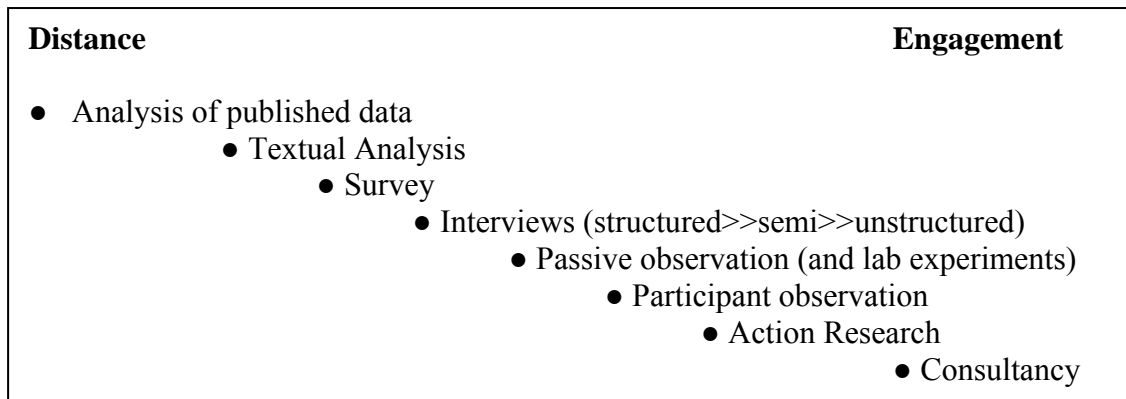 Distance Engagement
● Analysis of published data
● Textual Analysis
● Survey
● Interviews (structured>>semi>>unstructured)
● Passive observation (and lab experiments)
● Participant observation
● Action Research
● Consultancy